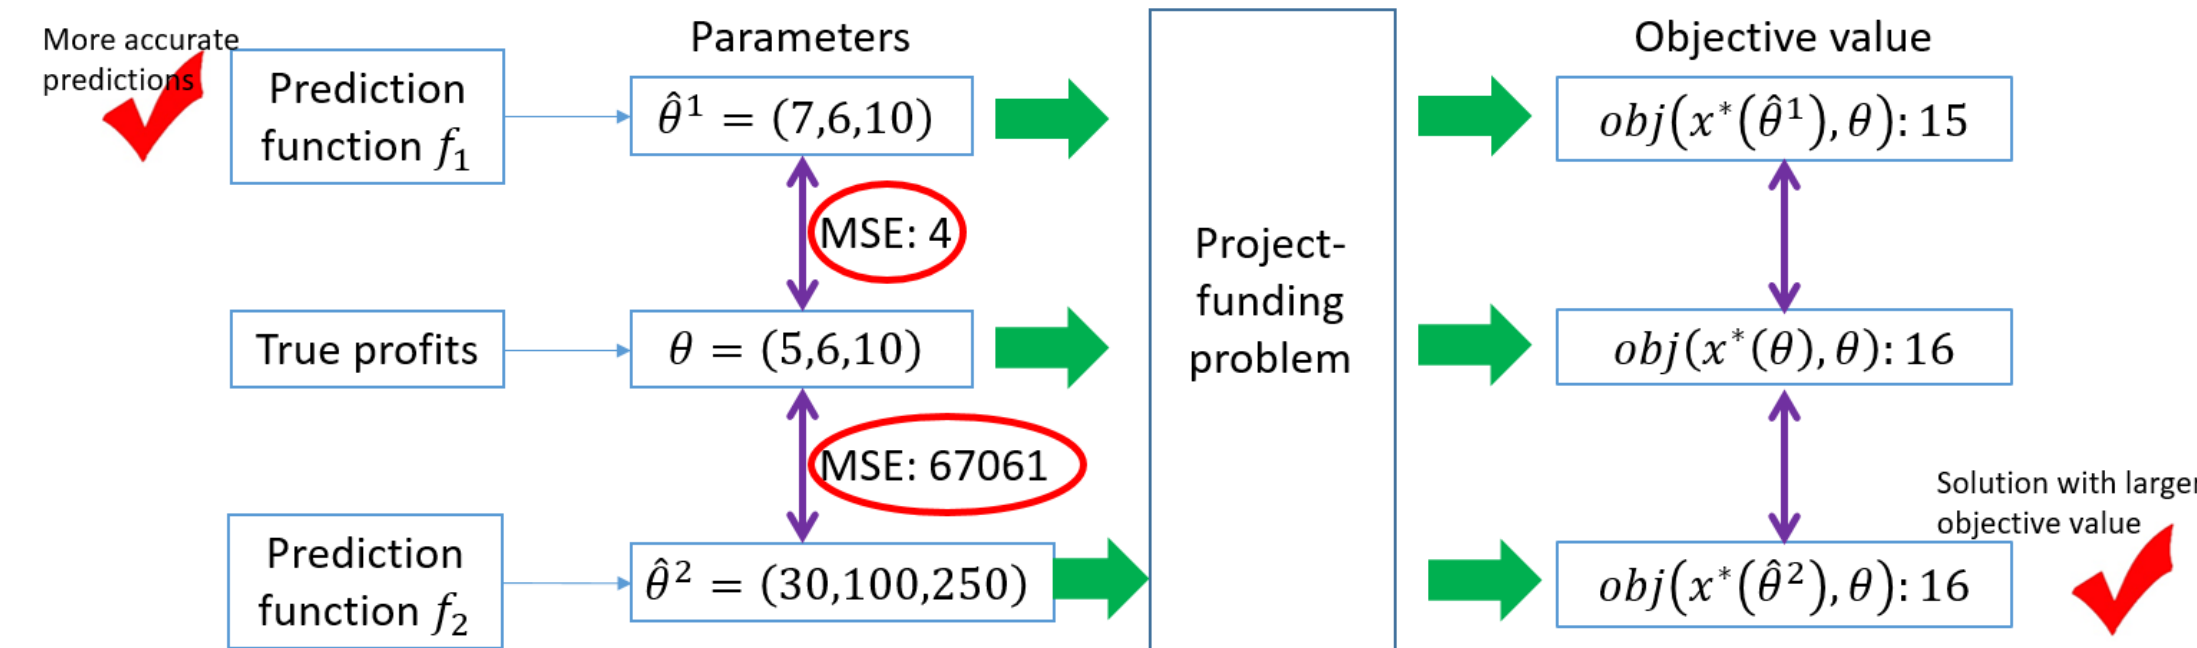 More accurate
predictions
Parameters
Objective value
Prediction
function f₁
θ̂¹ = (7,6,10)
obj(x*(θ̂¹), θ): 15
MSE: 4
Project-
funding
problem
True profits
θ = (5,6,10)
obj(x*(θ), θ): 16
MSE: 67061
Solution with larger
objective value
Prediction
function f₂
θ̂² = (30,100,250)
obj(x*(θ̂²), θ): 16